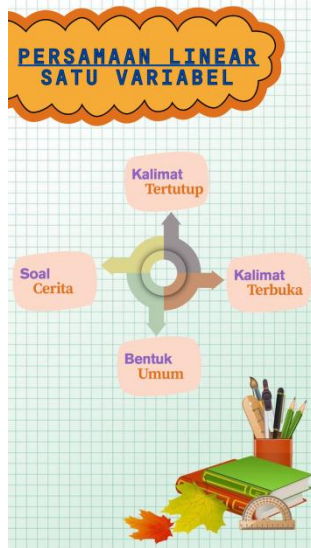 PERSAMAAN LINEAR
SATU VARIABEL
Kalimat
Tertutup
Soal
Cerita
Kalimat
Terbuka
Bentuk
Umum